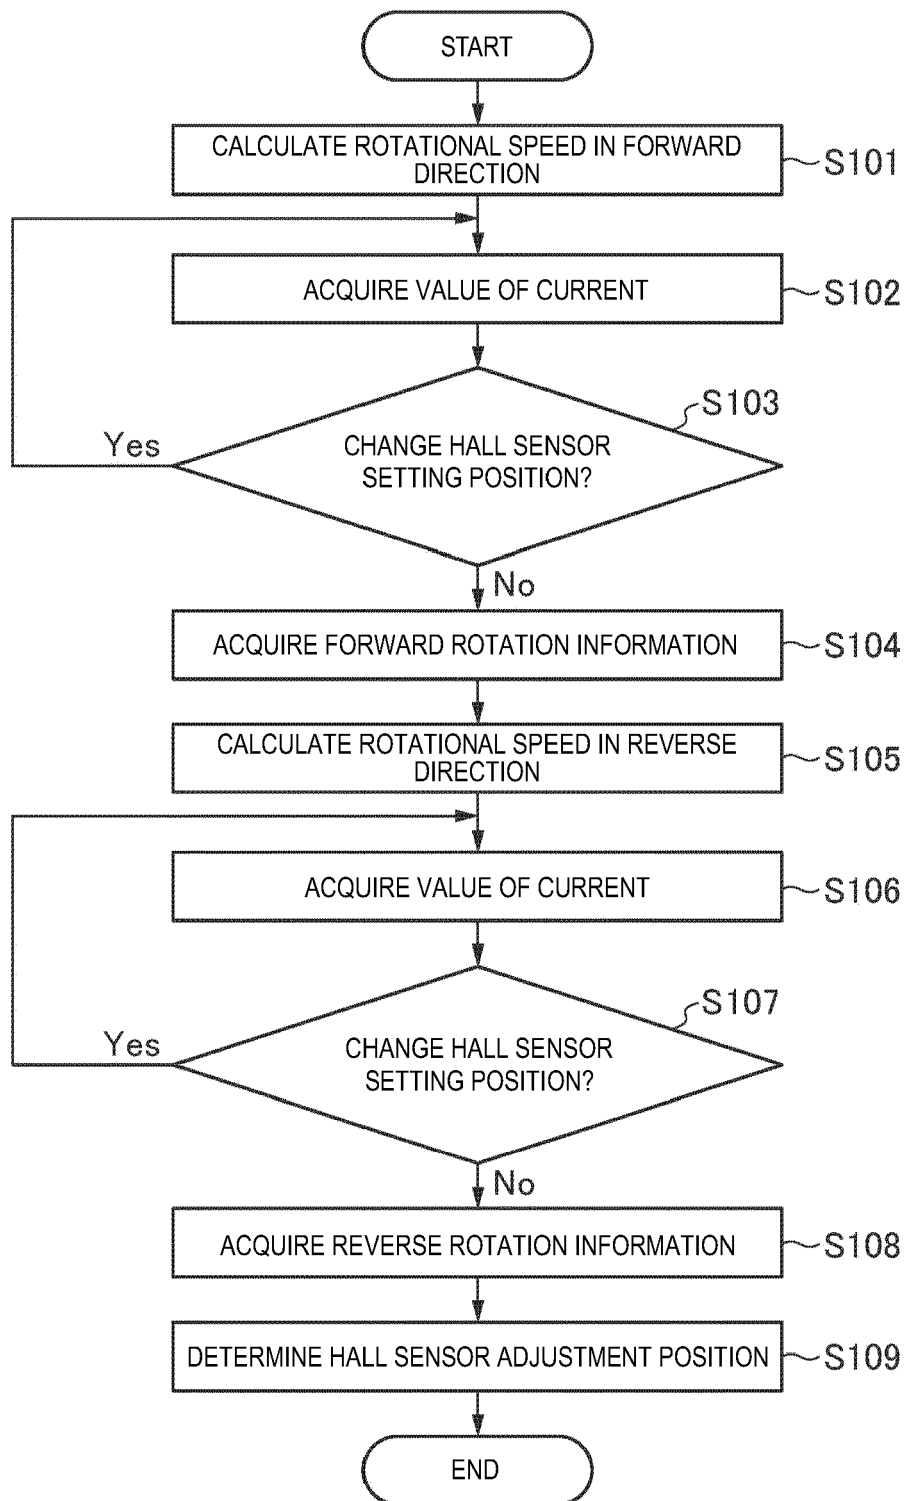 START
CALCULATE ROTATIONAL SPEED IN FORWARD
DIRECTION
S101
ACQUIRE VALUE OF CURRENT
S102
S103
CHANGE HALL SENSOR
SETTING POSITION?
Yes
No
ACQUIRE FORWARD ROTATION INFORMATION
S104
CALCULATE ROTATIONAL SPEED IN REVERSE
DIRECTION
S105
ACQUIRE VALUE OF CURRENT
S106
S107
CHANGE HALL SENSOR
SETTING POSITION?
Yes
No
ACQUIRE REVERSE ROTATION INFORMATION
S108
DETERMINE HALL SENSOR ADJUSTMENT POSITION
S109
END